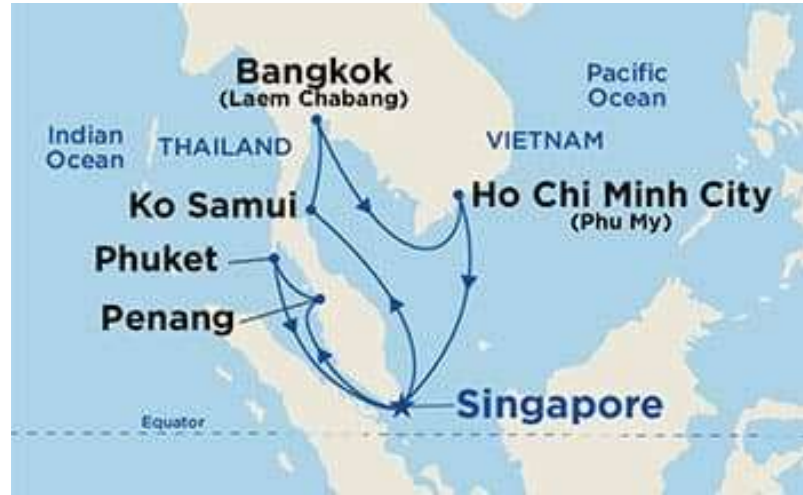 Bangkok
(Laem Chabang)
Pacific
Ocean
Indian
Ocean
THAILAND
VIETNAM
Ko Samui
Ho Chi Minh City
(Phu My)
Phuket
Penang
Singapore
Equator